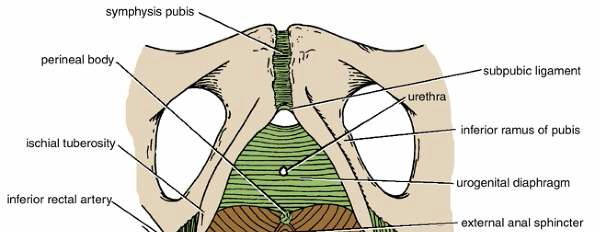 symphysis pubis
perineal body
subpubic ligament
urethra
inferior ramus of pubis
ischial tuberosity
urogenital diaphragm
inferior rectal artery
external anal sphincter